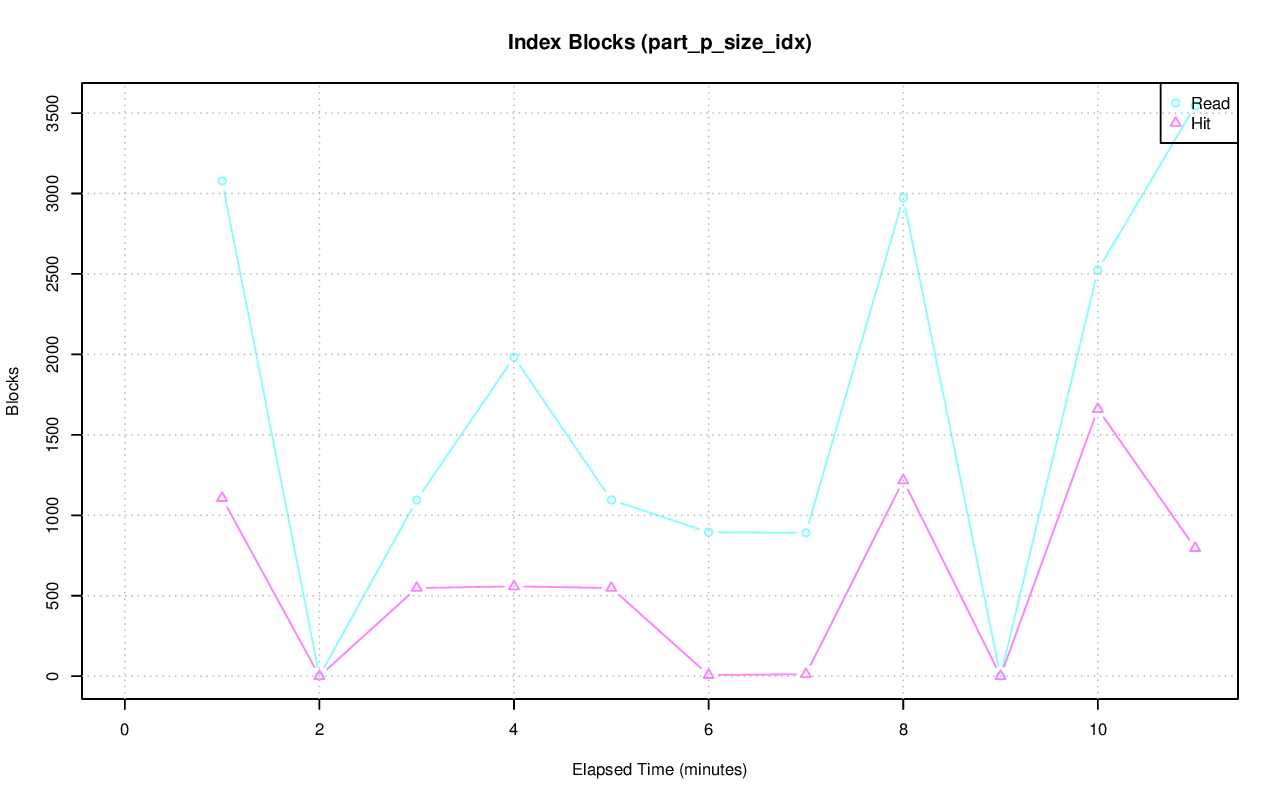 Index Blocks (part_p_size_idx)
Read
Hit
3500
3000
2500
2000
1500
1000
500
0
Blocks
0 2 4 6 8 10
Elapsed Time (minutes)